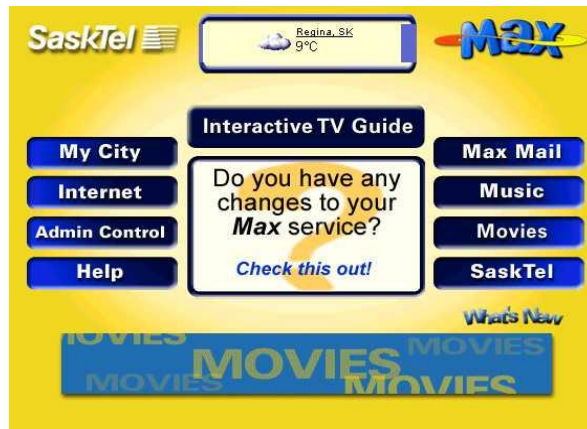 SaskTel
Regina, SK
9°C
Max
Interactive TV Guide
My City
Internet
Admin Control
Help
Do you have any
changes to your
Max service?
Check this out!
Max Mail
Music
Movies
SaskTel
What's New
MOVIES
MOVIES
MOVIES
MOVIES
MOVIES